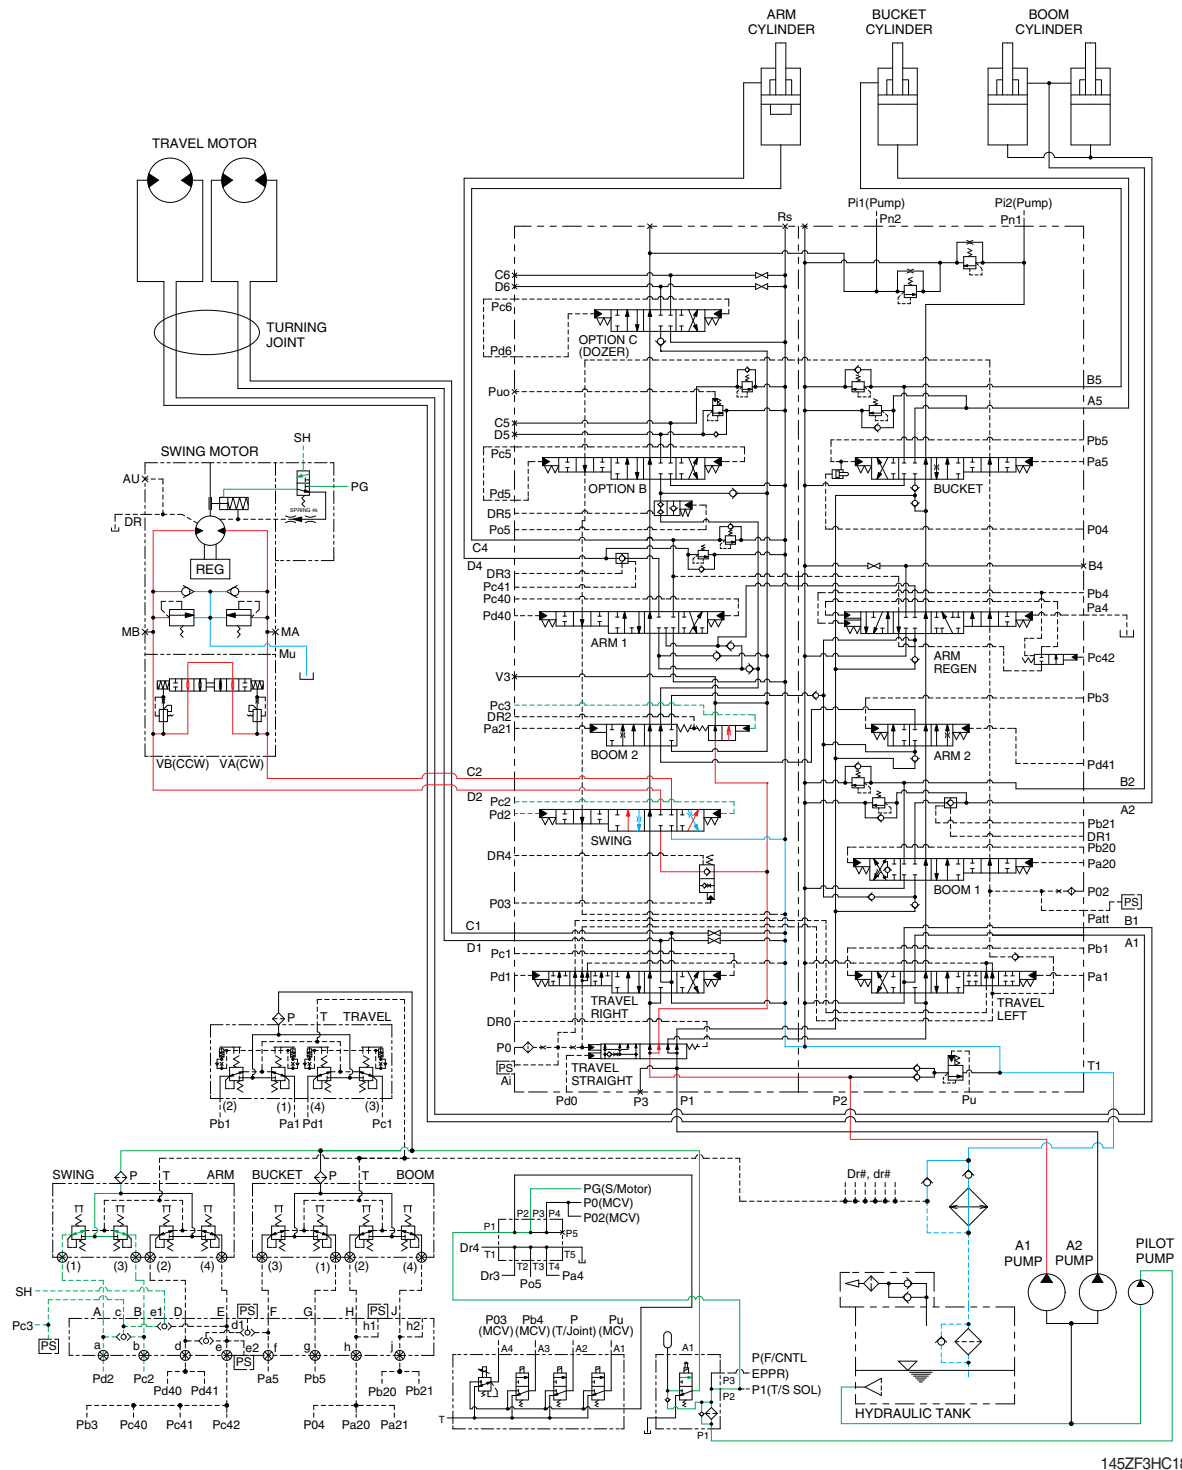 ARM
CYLINDER
BUCKET
CYLINDER
BOOM
CYLINDER
TRAVEL MOTOR
Pi1(Pump)
Pn2
Pi2(Pump)
Pn1
Rs
C6
D6
Pc6
Pd6
OPTION C
(DOZER)
TURNING
JOINT
Puo
C5
D5
Pc5
Pd5
OPTION B
B5
A5
Pb5
Pa5
BUCKET
SH
SWING MOTOR
AU
PG
SPRING 4k
DR
REG
MB
MA
Mu
VB(CCW)
VA(CW)
DR5
Po5
C4
D4
DR3
Pc41
Pc40
Pd40
ARM 1
P04
B4
Pb4
Pa4
ARM
REGEN
Pc42
V3
Pc3
DR2
Pa21
BOOM 2
Pb3
ARM 2
Pd41
C2
D2
Pc2
Pd2
SWING
B2
A2
Pb21
DR1
Pb20
Pa20
BOOM 1
DR4
P03
P02
PS
Patt
C1
D1
Pc1
Pd1
TRAVEL
RIGHT
B1
A1
Pb1
Pa1
TRAVEL
LEFT
DR0
P0
PS
Ai
TRAVEL
STRAIGHT
Pd0
P3
P1
P2
Pu
T1
P
T
TRAVEL
(2)
(1)
(4)
(3)
Pb1
Pa1
Pd1
Pc1
SWING
P
T
ARM
BUCKET
P
T
BOOM
(1)
(3)
(2)
(4)
(3)
(1)
(2)
(4)
SH
Pc3
PS
A
c
B
e1
D
E
PS
F
G
H
PS
J
d1
h1
h2
a
b
d
e
e2
f
g
h
j
PS
Pd2
Pc2
Pd40
Pd41
Pa5
Pb5
Pb20
Pb21
Pb3
Pc40
Pc41
Pc42
P04
Pa20
Pa21
PG(S/Motor)
P0(MCV)
P02(MCV)
P1
P2
P3
P4
P5
Dr4
T1
T5
T2
T3
T4
Dr3
Po5
Pa4
P03
(MCV)
Pb4
(MCV)
P
(T/Joint)
Pu
(MCV)
A4
A3
A2
A1
T
A1
P(F/CNTL
EPPR)
P3
P2
P1(T/S SOL)
P1
Dr#, dr#
A1
PUMP
A2
PUMP
PILOT
PUMP
HYDRAULIC TANK